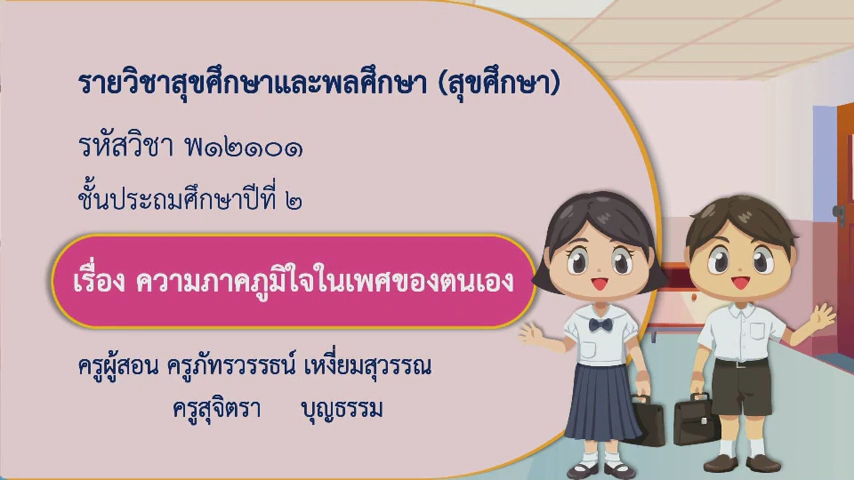 รายวิชาสุขศึกษาและพลศึกษา (สุขศึกษา)
รหัสวิชา พ๑๒๑๐๑
ชั้นประถมศึกษาปีที่ ๒
เรื่อง ความภาคภูมิใจในเพศของตนเอง
ครูผู้สอน ครูภัทรวรรธน์ เหงี่ยมสุวรรณ
ครูสุจิตรา บุญธรรม